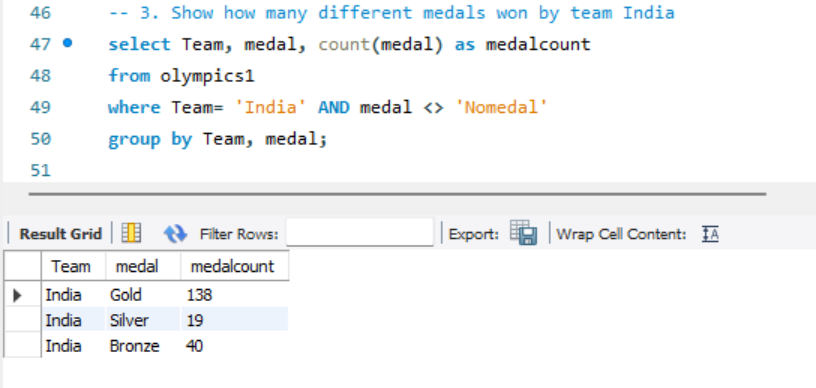 46 -- 3. Show how many different medals won by team India
47 select Team, medal, count(medal) as medalcount
48 from olympics1
49 where Team= 'India' AND medal <> 'Nomedal'
50 group by Team, medal;
51
Result Grid Filter Rows: Export: Wrap Cell Content: IA
Team medal medalcount
India Gold 138
India Silver 19
India Bronze 40